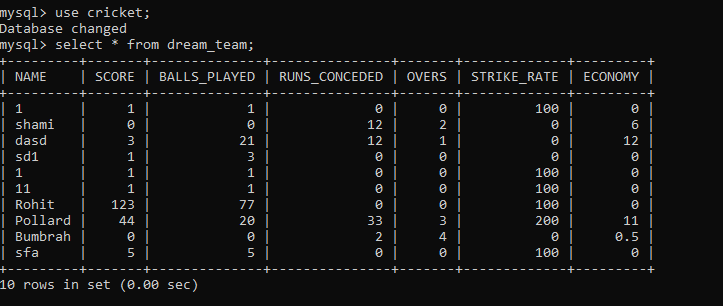 mysql> use cricket;
Database changed
mysql> select * from dream_team;
+---------+-------+--------------+---------------+-------+-------------+---------+
| NAME    | SCORE | BALLS_PLAYED | RUNS_CONCEDED | OVERS | STRIKE_RATE | ECONOMY |
+---------+-------+--------------+---------------+-------+-------------+---------+
| 1       |     1 |            1 |             0 |     0 |         100 |       0 |
| shami   |     0 |            0 |            12 |     2 |           0 |       6 |
| dasd    |     3 |           21 |            12 |     1 |           0 |      12 |
| sd1     |     1 |            3 |             0 |     0 |           0 |       0 |
| 1       |     1 |            1 |             0 |     0 |         100 |       0 |
| 11      |     1 |            1 |             0 |     0 |         100 |       0 |
| Rohit   |   123 |           77 |             0 |     0 |         100 |       0 |
| Pollard |    44 |           20 |            33 |     3 |         200 |      11 |
| Bumbrah |     0 |            0 |             2 |     4 |           0 |     0.5 |
| sfa     |     5 |            5 |             0 |     0 |         100 |       0 |
+---------+-------+--------------+---------------+-------+-------------+---------+
10 rows in set (0.00 sec)